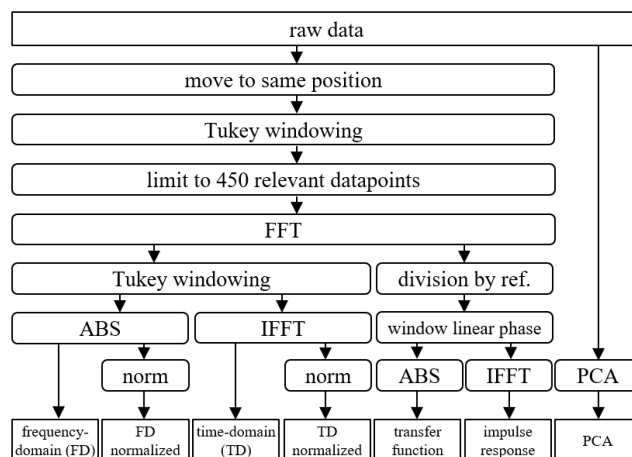 raw data
move to same position
Tukey windowing
limit to 450 relevant datapoints
FFT
Tukey windowing
division by ref.
ABS
IFFT
window linear phase
norm
norm
ABS
IFFT
PCA
frequency-
domain (FD)
FD
normalized
time-domain
(TD)
TD
normalized
transfer
function
impulse
response
PCA